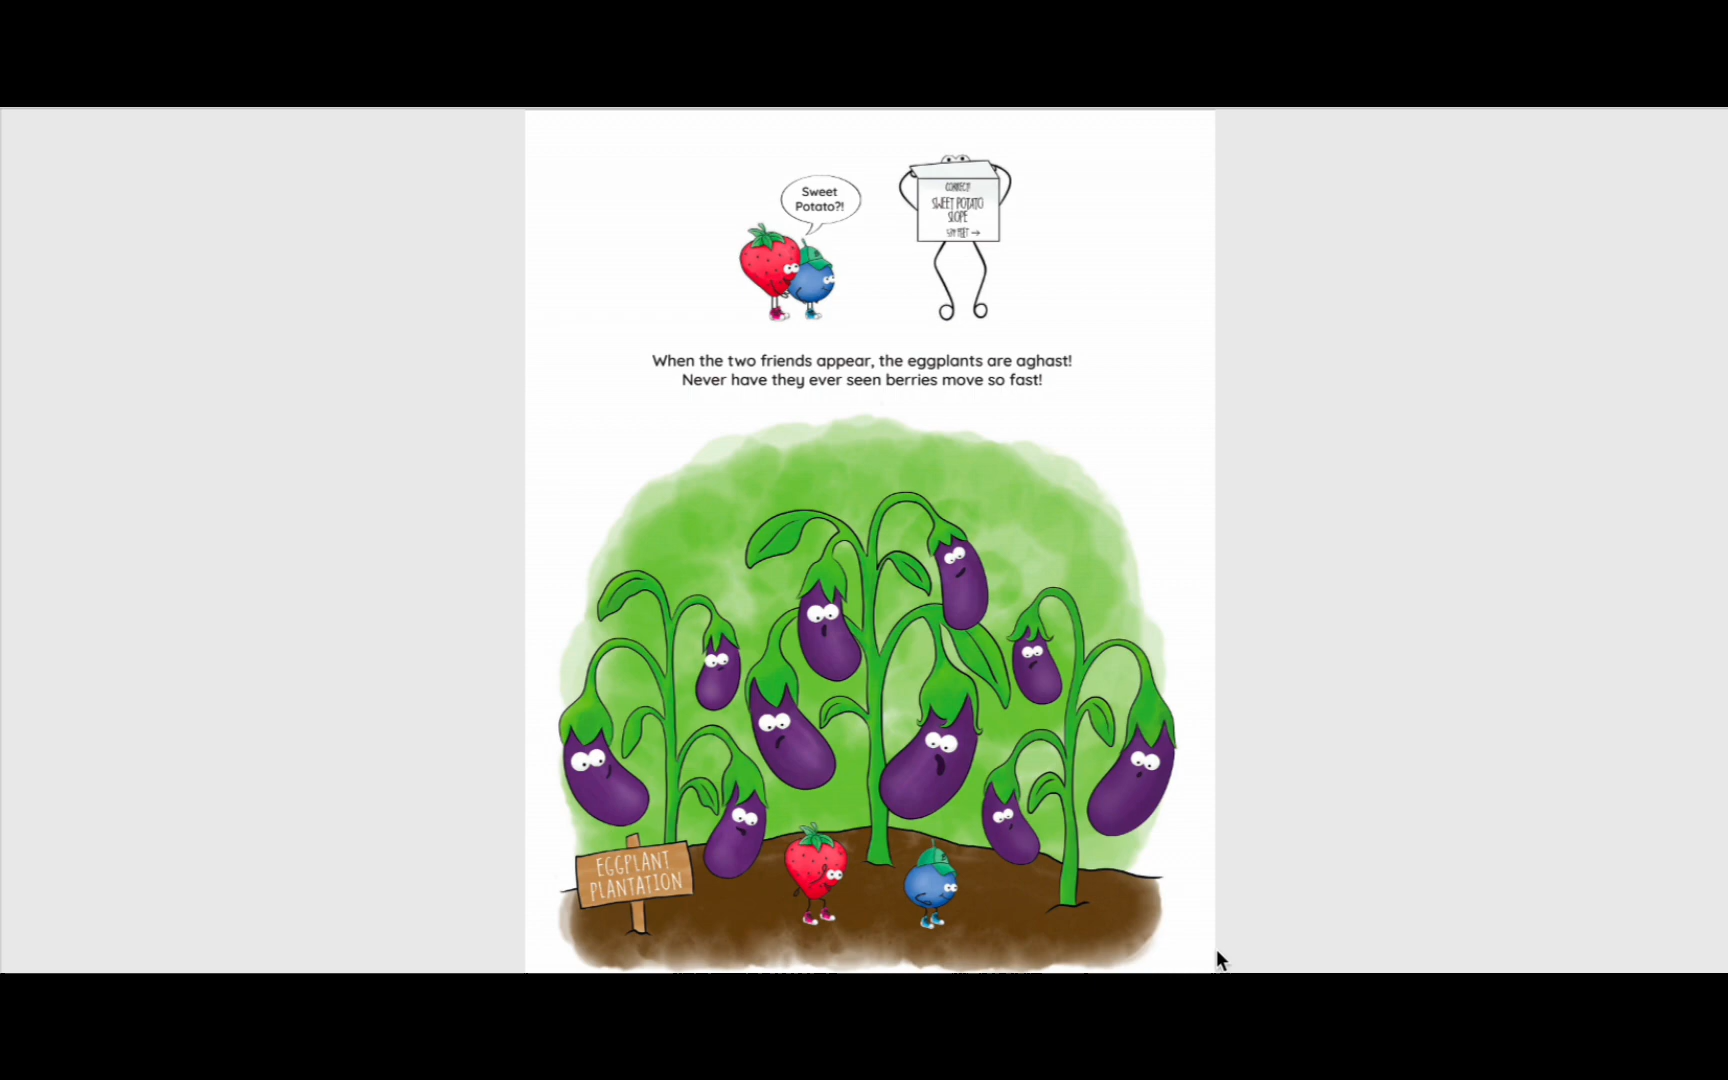 Sweet
Potato?!
CORRECT!
SWEET POTATO
SLOPE
When the two friends appear, the eggplants are aghast!
Never have they ever seen berries move so fast!
EGGPLANT
PLANTATION